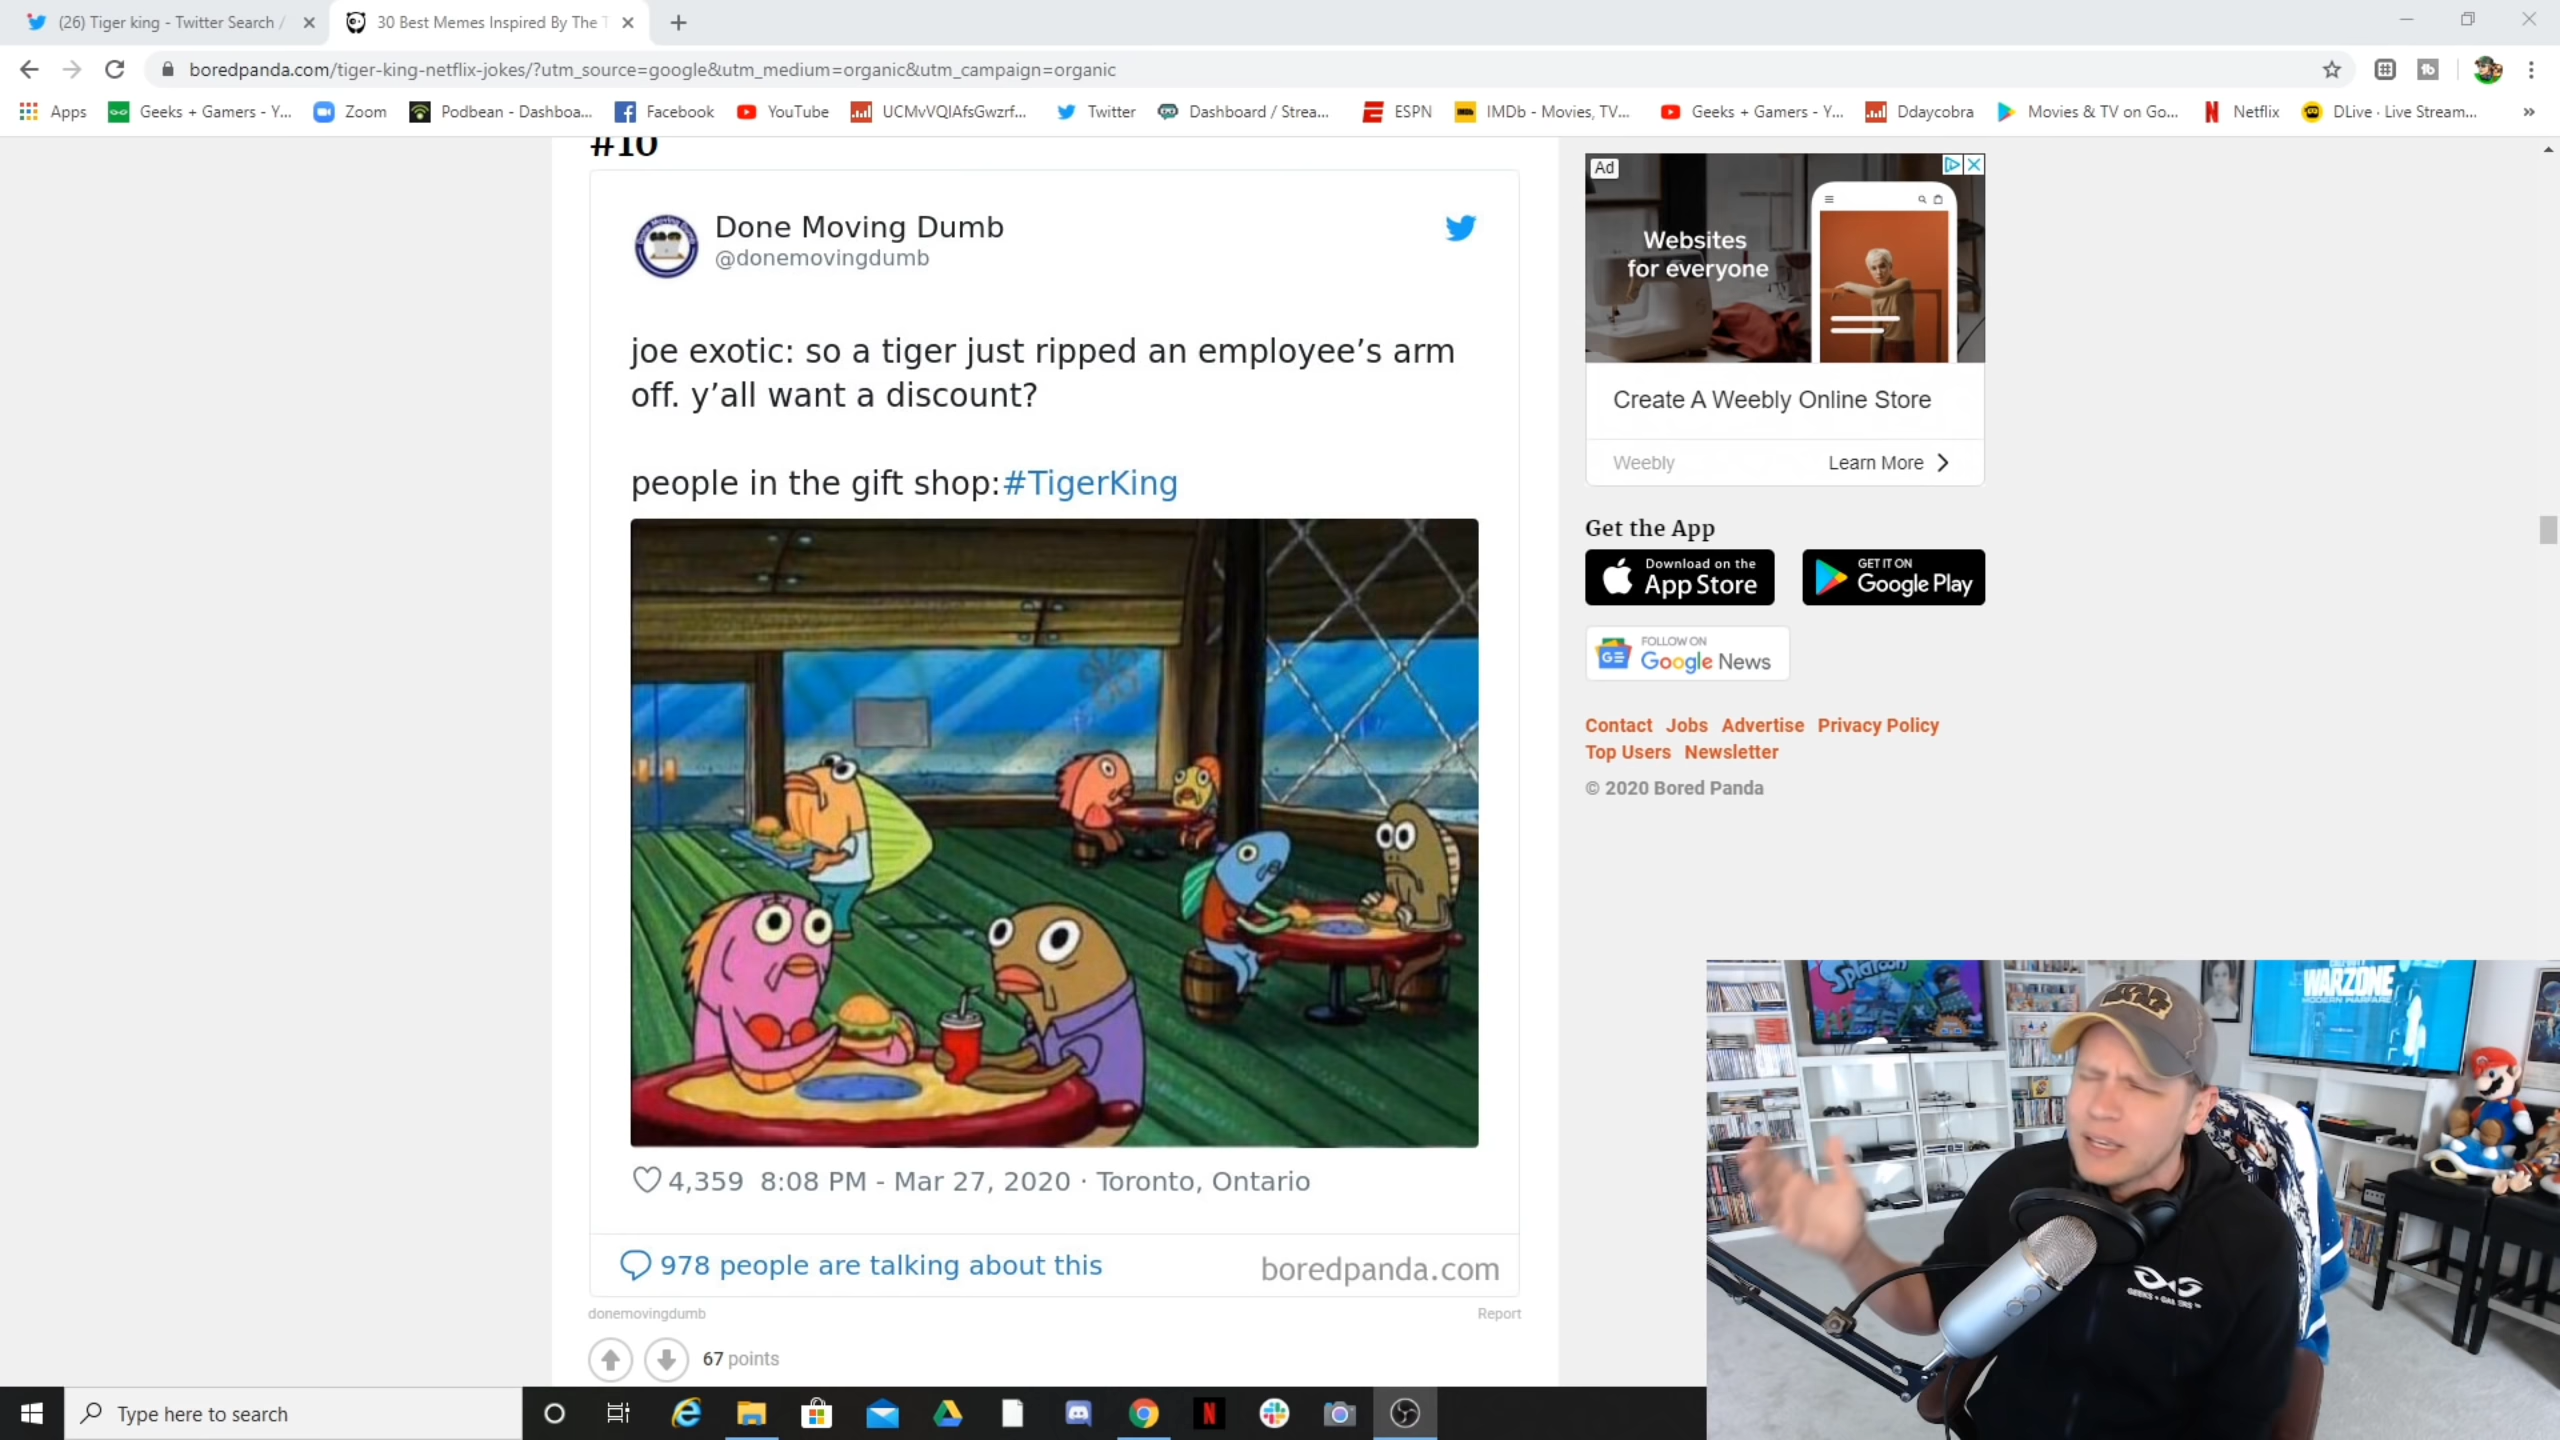 (26) Tiger king - Twitter Search /
30 Best Memes Inspired By The T
boredpanda.com/tiger-king-netflix-jokes/?utm_source=google&utm_medium=organic&utm_campaign=organic
Apps
Geeks + Gamers - Y...
Zoom
Podbean - Dashboa...
Facebook
YouTube
UCMvVQIAfsGwzrf...
Twitter
Dashboard / Strea...
ESPN
IMDb - Movies, TV...
Geeks + Gamers - Y...
Ddaycobra
Movies & TV on Go...
Netflix
DLive · Live Stream...
»
#10
Done Moving Dumb
@donemovingdumb
joe exotic: so a tiger just ripped an employee’s arm
off. y’all want a discount?
people in the gift shop:#TigerKing
4,359 8:08 PM - Mar 27, 2020 · Toronto, Ontario
978 people are talking about this
boredpanda.com
donemovingdumb
Report
67 points
Ad
Websites
for everyone
Create A Weebly Online Store
Weebly
Learn More
Get the App
Download on the
App Store
GET IT ON
Google Play
GE
FOLLOW ON
Google News
Contact Jobs Advertise Privacy Policy
Top Users Newsletter
© 2020 Bored Panda
Splatoon
WARZONE
MODERN WARFARE
GEEKS + GAMERS
Type here to search